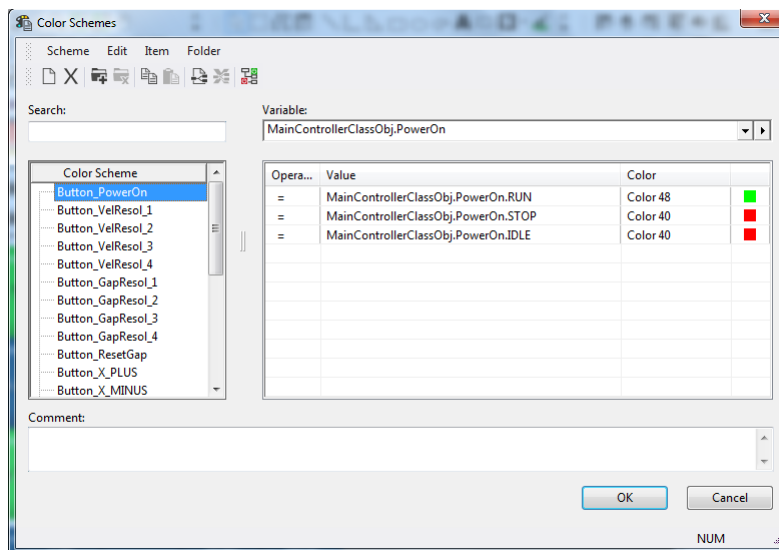 Color Schemes
Scheme Edit Item Folder
Search:
Variable:
MainControllerClassObj.PowerOn
Color Scheme
Button_PowerOn
Button_VelResol_1
Button_VelResol_2
Button_VelResol_3
Button_VelResol_4
Button_GapResol_1
Button_GapResol_2
Button_GapResol_3
Button_GapResol_4
Button_ResetGap
Button_X_PLUS
Button_X_MINUS
Opera... Value Color
= MainControllerClassObj.PowerOn.RUN Color 48
= MainControllerClassObj.PowerOn.STOP Color 40
= MainControllerClassObj.PowerOn.IDLE Color 40
Comment:
OK Cancel
NUM